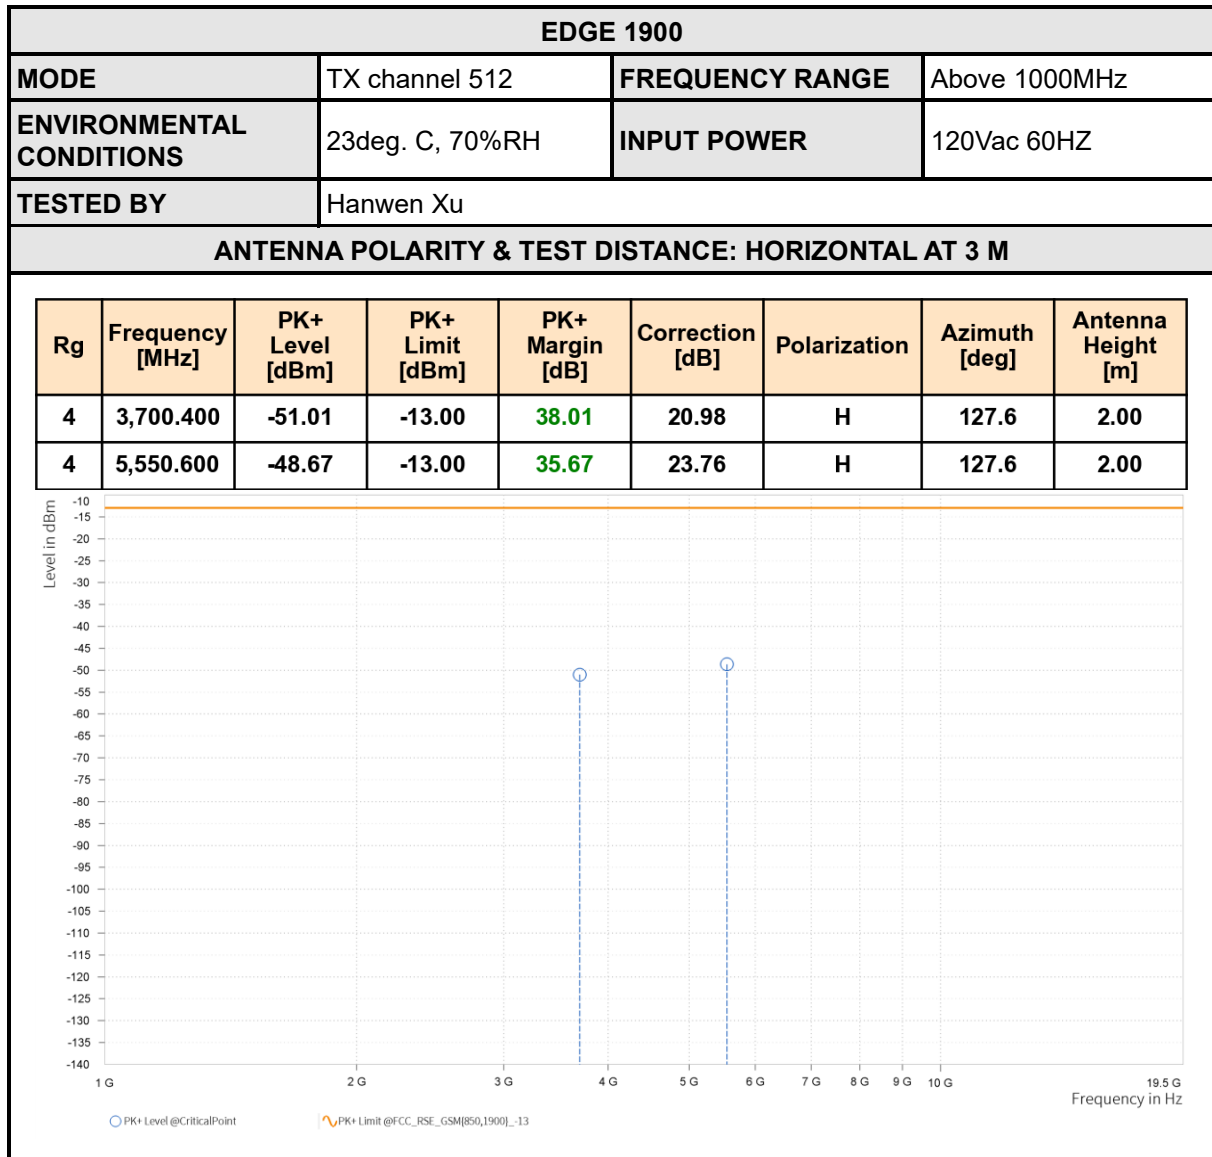 EDGE 1900
MODE TX channel 512 FREQUENCY RANGE Above 1000MHz
ENVIRONMENTAL CONDITIONS 23deg. C, 70%RH INPUT POWER 120Vac 60HZ
TESTED BY Hanwen Xu
ANTENNA POLARITY & TEST DISTANCE: HORIZONTAL AT 3 M
Rg Frequency [MHz] PK+ Level [dBm] PK+ Limit [dBm] PK+ Margin [dB] Correction [dB] Polarization Azimuth [deg] Antenna Height [m]
4 3,700.400 -51.01 -13.00 38.01 20.98 H 127.6 2.00
4 5,550.600 -48.67 -13.00 35.67 23.76 H 127.6 2.00
Level in dBm
-10
-15
-20
-25
-30
-35
-40
-45
-50
-55
-60
-65
-70
-75
-80
-85
-90
-95
-100
-105
-110
-115
-120
-125
-130
-135
-140
1 G 2 G 3 G 4 G 5 G 6 G 7 G 8 G 9 G 10 G 19.5 G
Frequency in Hz
PK+ Level @CriticalPoint PK+ Limit @FCC_RSE_GSM(850,1900)_-13